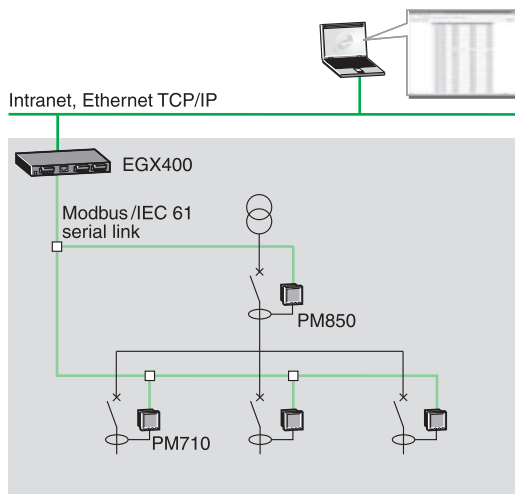 Intranet, Ethernet TCP/IP
EGX400
Modbus/IEC 61
serial link
PM850
PM710